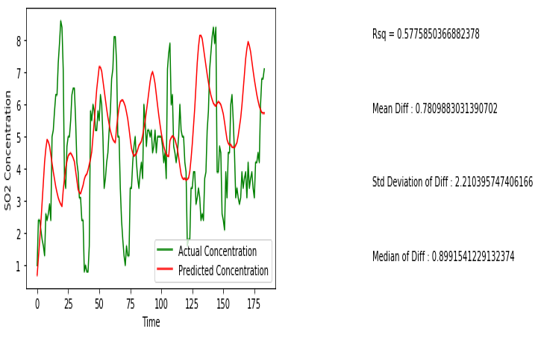 Rsq = 0.5775850366882378
8
7
6
5
4
3
2
1
SO2 Concentration
Mean Diff : 0.7809883031390702
Std Deviation of Diff : 2.210395747406166
Actual Concentration
Predicted Concentration
Median of Diff : 0.8991541229132374
0 25 50 75 100 125 150 175
Time